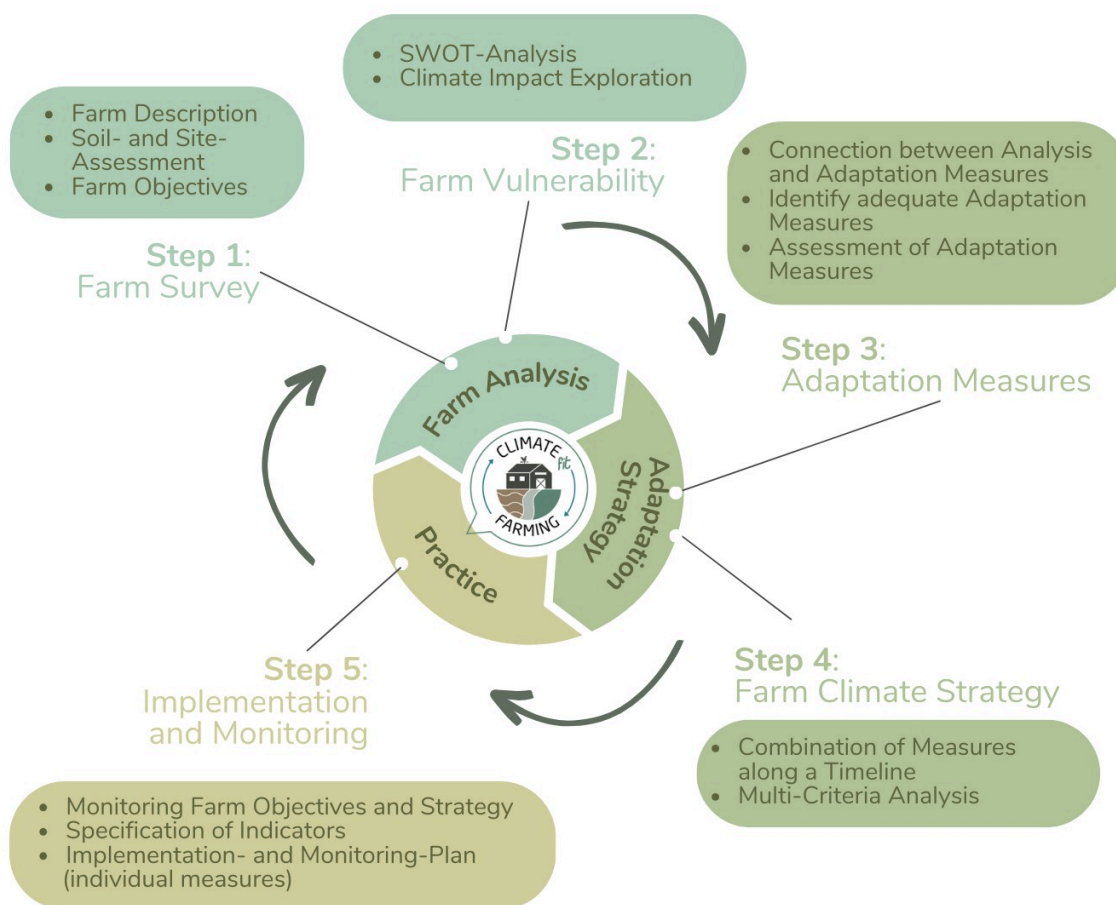 • SWOT-Analysis
• Climate Impact Exploration
• Farm Description
• Soil- and Site-
Assessment
• Farm Objectives
Step 2:
Farm Vulnerability
• Connection between Analysis
and Adaptation Measures
• Identify adequate Adaptation
Measures
• Assessment of Adaptation
Measures
Step 1:
Farm Survey
Step 3:
Adaptation Measures
Farm Analysis
Adaptation
Strategy
Practice
CLIMATE
fit
FARMING
Step 5:
Implementation
and Monitoring
Step 4:
Farm Climate Strategy
• Combination of Measures
along a Timeline
• Multi-Criteria Analysis
• Monitoring Farm Objectives and Strategy
• Specification of Indicators
• Implementation- and Monitoring-Plan
(individual measures)